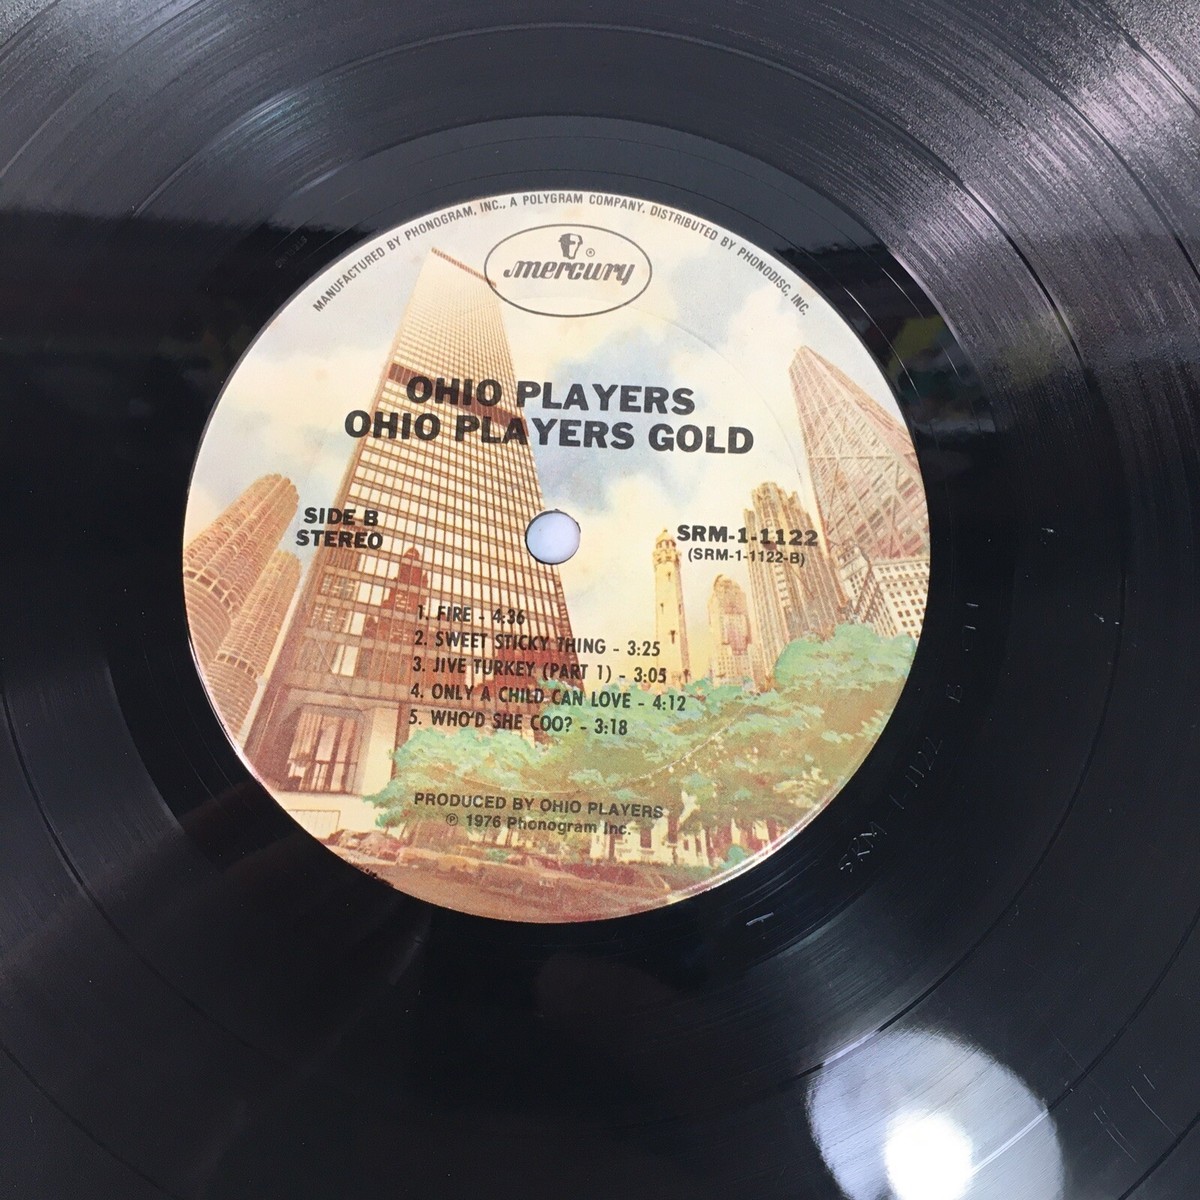 MANUFACTURED BY PHONOGRAM, INC., A POLYGRAM COMPANY. DISTRIBUTED BY PHONODISC, INC.
®
mercury
OHIO PLAYERS
OHIO PLAYERS GOLD
SIDE B
STEREO
SRM-1-1122
(SRM-1-1122-B)
1. FIRE - 4:36
2. SWEET STICKY THING - 3:25
3. JIVE TURKEY (PART 1) - 3:05
4. ONLY A CHILD CAN LOVE - 4:12
5. WHO'D SHE COO? - 3:18
PRODUCED BY OHIO PLAYERS
℗ 1976 Phonogram Inc.
SRM 1 1122 B